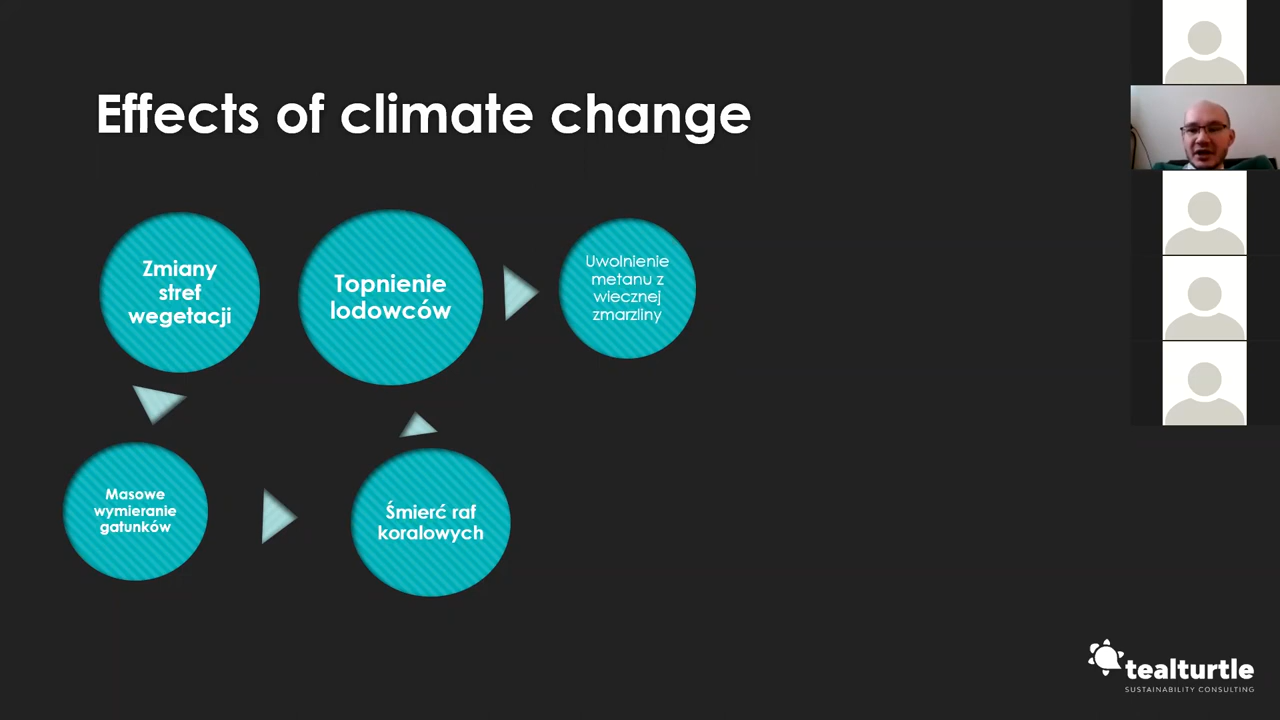 Effects of climate change
Zmiany
stref
wegetacji
Topnienie
lodowców
Uwolnienie
metanu z
wiecznej
zmarzliny
Masowe
wymieranie
gatunków
Śmierć raf
koralowych
tealturtle
SUSTAINABILITY CONSULTING